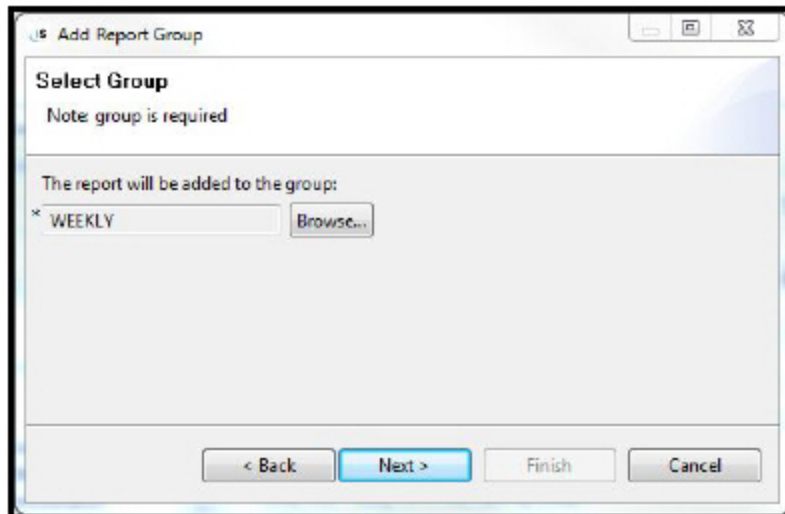 Add Report Group
Select Group
Note: group is required
The report will be added to the group:
* WEEKLY Browse...
< Back Next > Finish Cancel